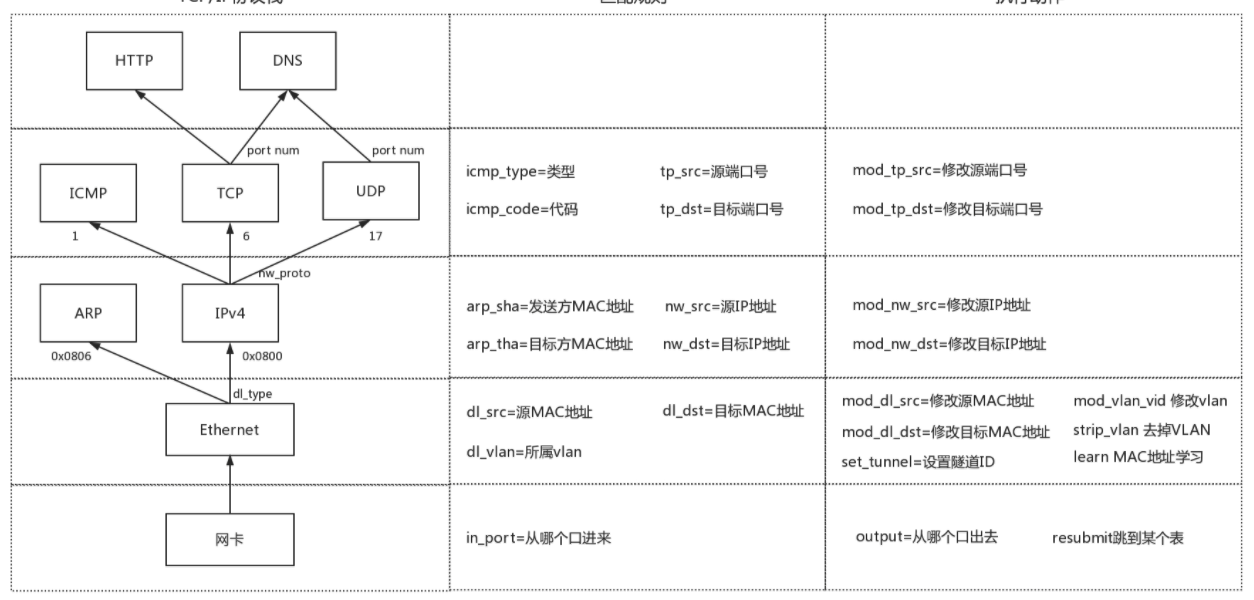 HTTP
DNS
port num
port num
ICMP
TCP
UDP
1
6
17
icmp_type=类型
tp_src=源端口号
mod_tp_src=修改源端口号
icmp_code=代码
tp_dst=目标端口号
mod_tp_dst=修改目标端口号
nw_proto
ARP
IPv4
0x0806
0x0800
arp_sha=发送方MAC地址
nw_src=源IP地址
mod_nw_src=修改源IP地址
arp_tha=目标方MAC地址
nw_dst=目标IP地址
mod_nw_dst=修改目标IP地址
dl_type
Ethernet
dl_src=源MAC地址
dl_dst=目标MAC地址
dl_vlan=所属vlan
mod_dl_src=修改源MAC地址
mod_vlan_vid 修改vlan
mod_dl_dst=修改目标MAC地址
strip_vlan 去掉VLAN
set_tunnel=设置隧道ID
learn MAC地址学习
网卡
in_port=从哪个口进来
output=从哪个口出去
resubmit跳到某个表